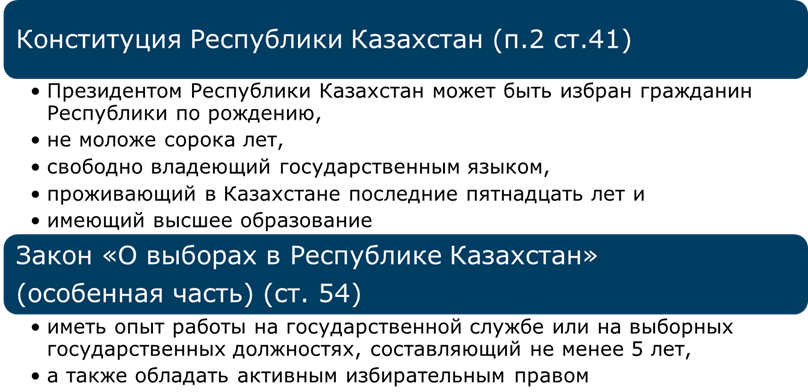 Конституция Республики Казахстан (п.2 ст.41)
• Президентом Республики Казахстан может быть избран гражданин
Республики по рождению,
• не моложе сорока лет,
• свободно владеющий государственным языком,
• проживающий в Казахстане последние пятнадцать лет и
• имеющий высшее образование
Закон «О выборах в Республике Казахстан»
(особенная часть) (ст. 54)
• иметь опыт работы на государственной службе или на выборных
государственных должностях, составляющий не менее 5 лет,
• а также обладать активным избирательным правом